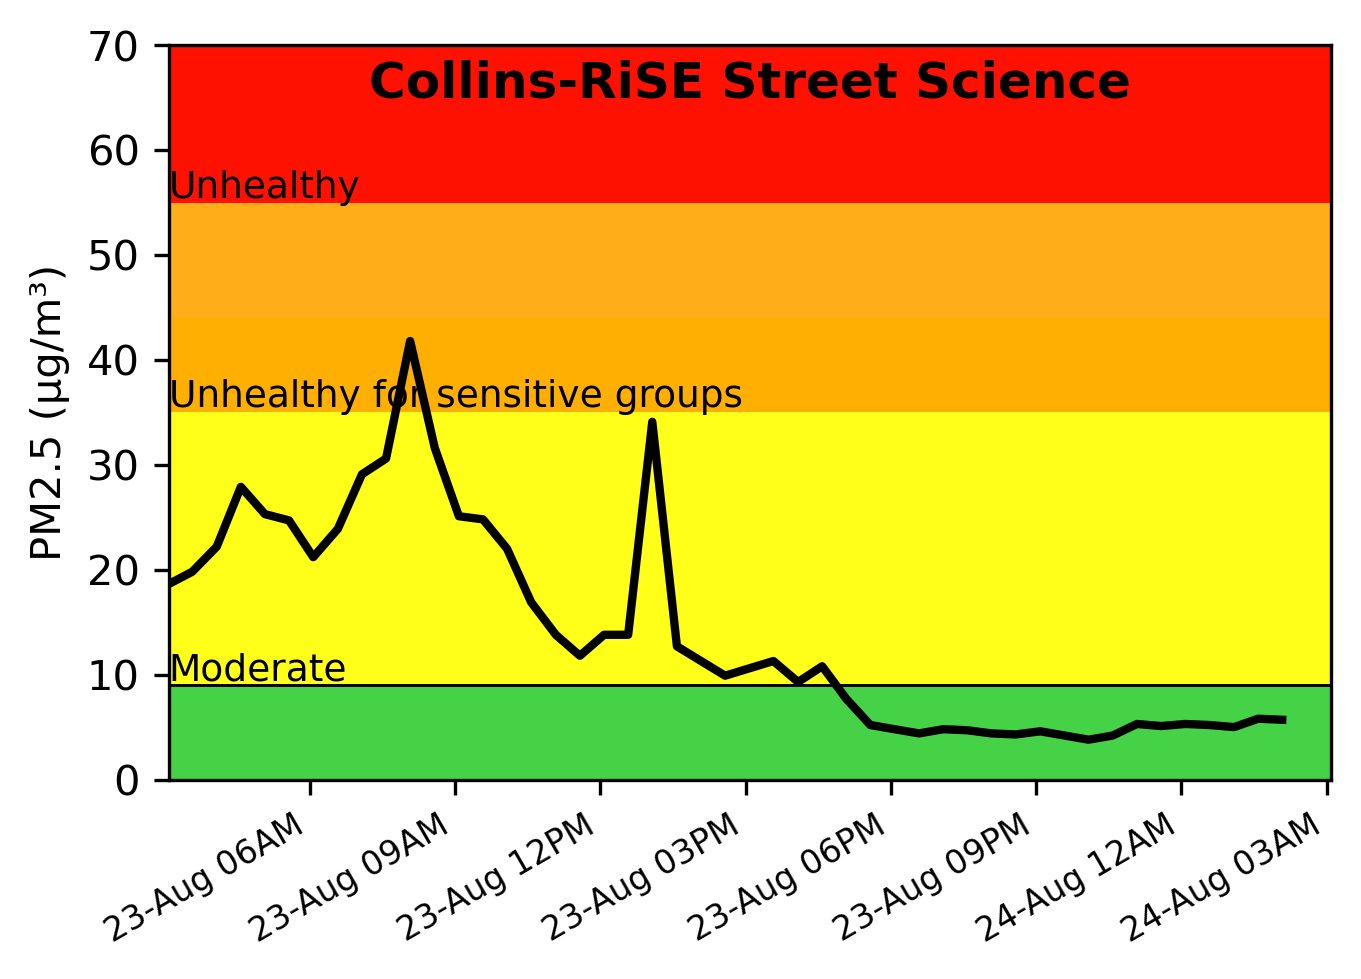 Collins-RiSE Street Science
70
60
50
40
30
20
10
0
PM2.5 (μg/m³)
Unhealthy
Unhealthy for sensitive groups
Moderate
23-Aug 06AM
23-Aug 09AM
23-Aug 12PM
23-Aug 03PM
23-Aug 06PM
23-Aug 09PM
24-Aug 12AM
24-Aug 03AM